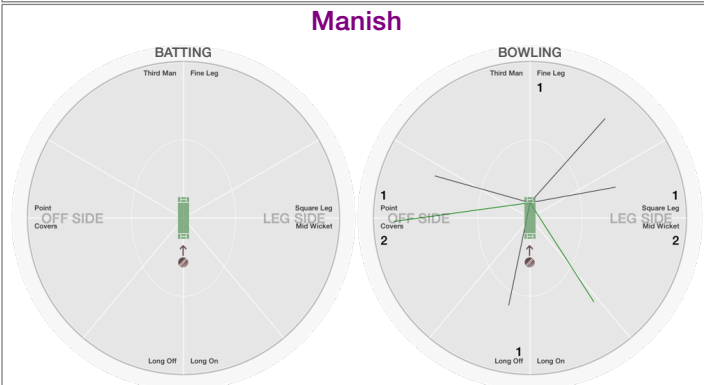 Manish
BATTING
Third Man Fine Leg
Point
OFF SIDE
Covers
Square Leg
LEG SIDE
Mid Wicket
Long Off Long On
BOWLING
Third Man Fine Leg
1
1
Point
OFF SIDE
Covers
2
1
Square Leg
LEG SIDE
Mid Wicket
2
1
Long Off Long On